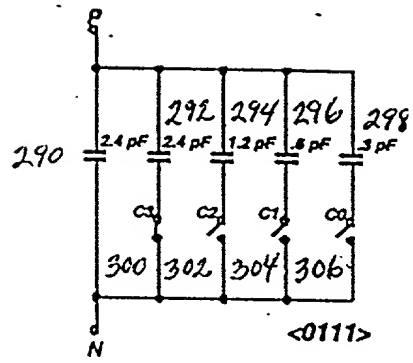 P
292 294 296 298
290 2.4 pF 2.4 pF 1.2 pF .6 pF .3 pF
C3 C2 C1 C0
300 302 304 306
<0111>
N